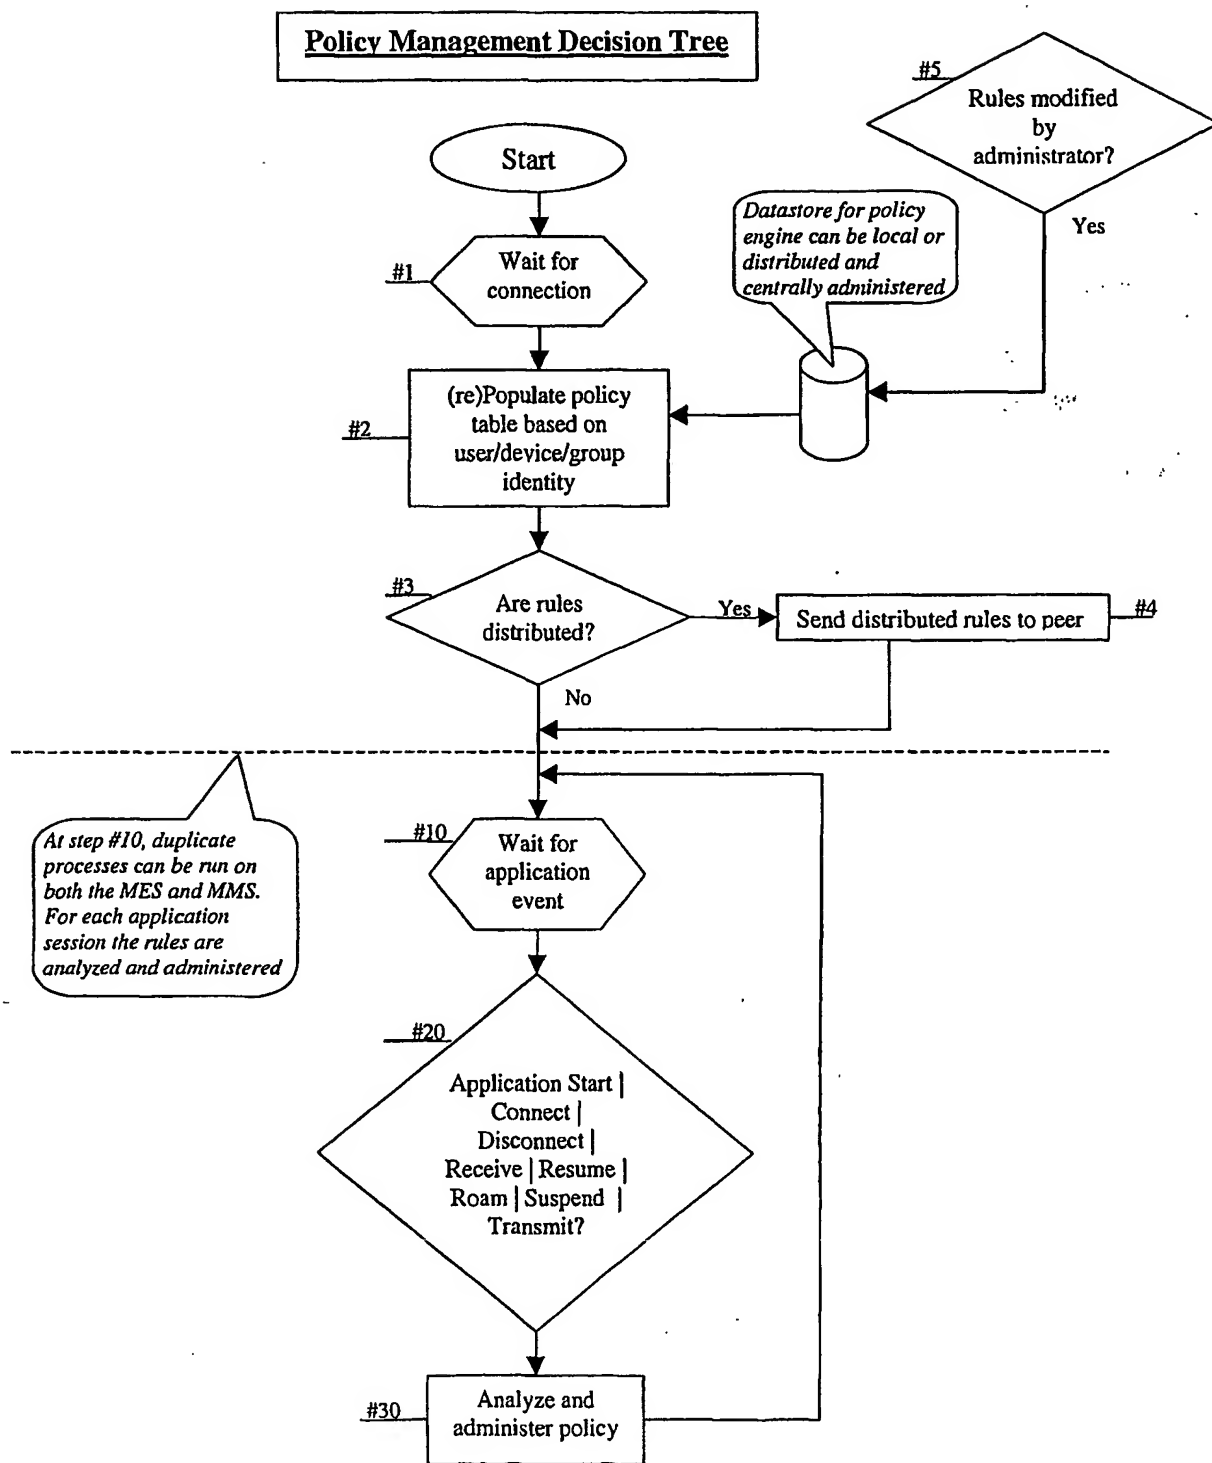 Policy Management Decision Tree
#5
Rules modified
by
administrator?
Yes
Start
Datastore for policy
engine can be local or
distributed and
centrally administered
#1
Wait for
connection
#2
(re)Populate policy
table based on
user/device/group
identity
#3
Are rules
distributed?
Yes
Send distributed rules to peer
#4
No
At step #10, duplicate
processes can be run on
both the MES and MMS.
For each application
session the rules are
analyzed and administered
#10
Wait for
application
event
#20
Application Start |
Connect |
Disconnect |
Receive | Resume |
Roam | Suspend |
Transmit?
#30
Analyze and
administer policy